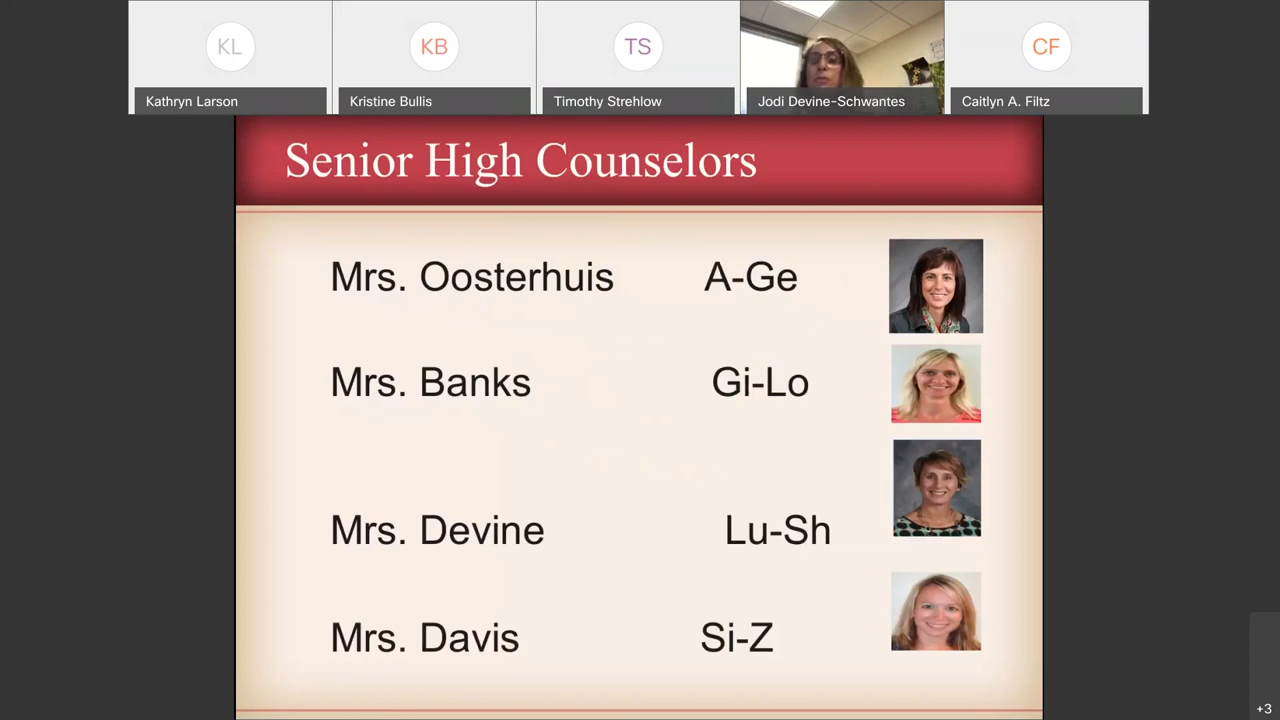 KL
KB
TS
CF
Kathryn Larson
Kristine Bullis
Timothy Strehlow
Jodi Devine-Schwantes
Caitlyn A. Filtz
Senior High Counselors
Mrs. Oosterhuis A-Ge
Mrs. Banks Gi-Lo
Mrs. Devine Lu-Sh
Mrs. Davis Si-Z
+3